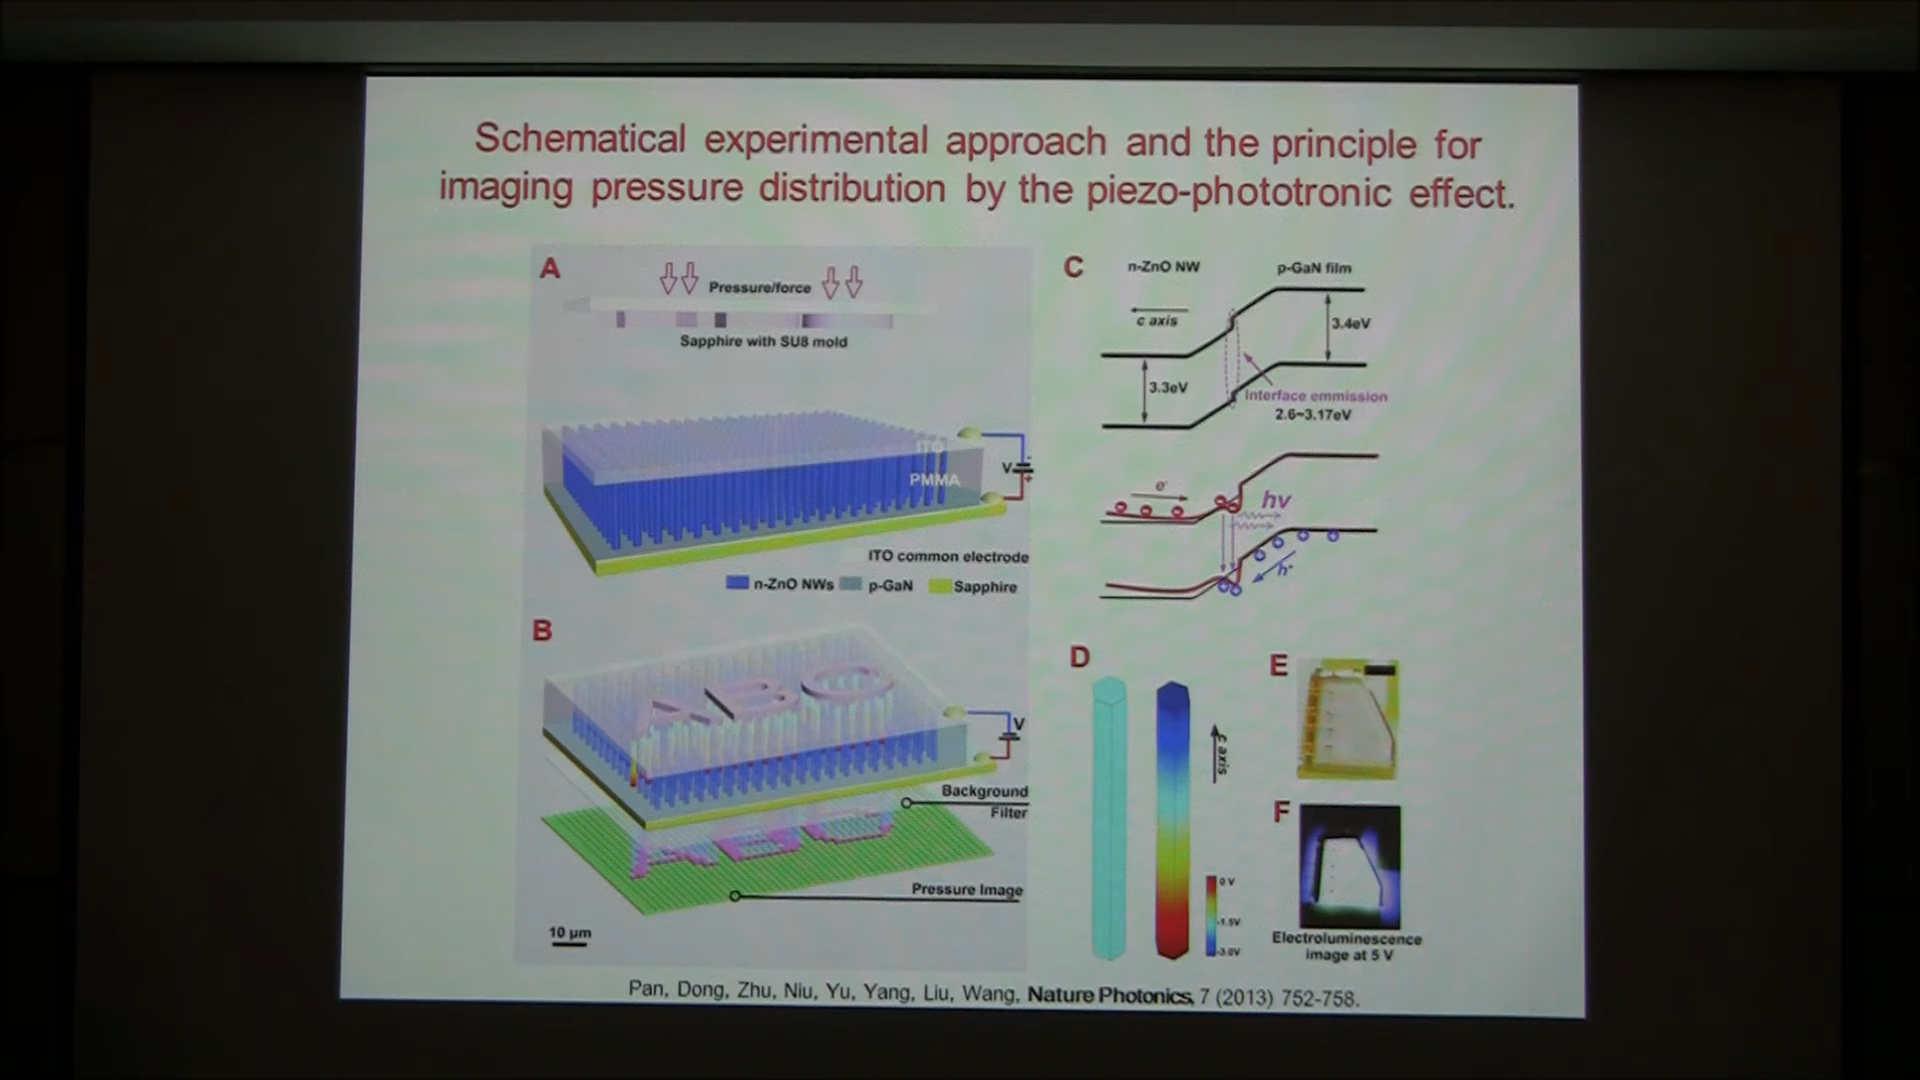 Schematical experimental approach and the principle for
imaging pressure distribution by the piezo-phototronic effect.
A
Pressure/force
Sapphire with SU8 mold
ITO
PMMA
V
-
+
ITO common electrode
n-ZnO NWs
p-GaN
Sapphire
B
ABC
V
Background
Filter
Pressure Image
10 μm
C
n-ZnO NW
p-GaN film
c axis
3.4eV
3.3eV
Interface emmission
2.6~3.17eV
e-
hv
h+
D
c axis
0 V
-1.5V
-3.0V
E
F
Electroluminescence
image at 5 V
Pan, Dong, Zhu, Niu, Yu, Yang, Liu, Wang, Nature Photonics, 7 (2013) 752-758.